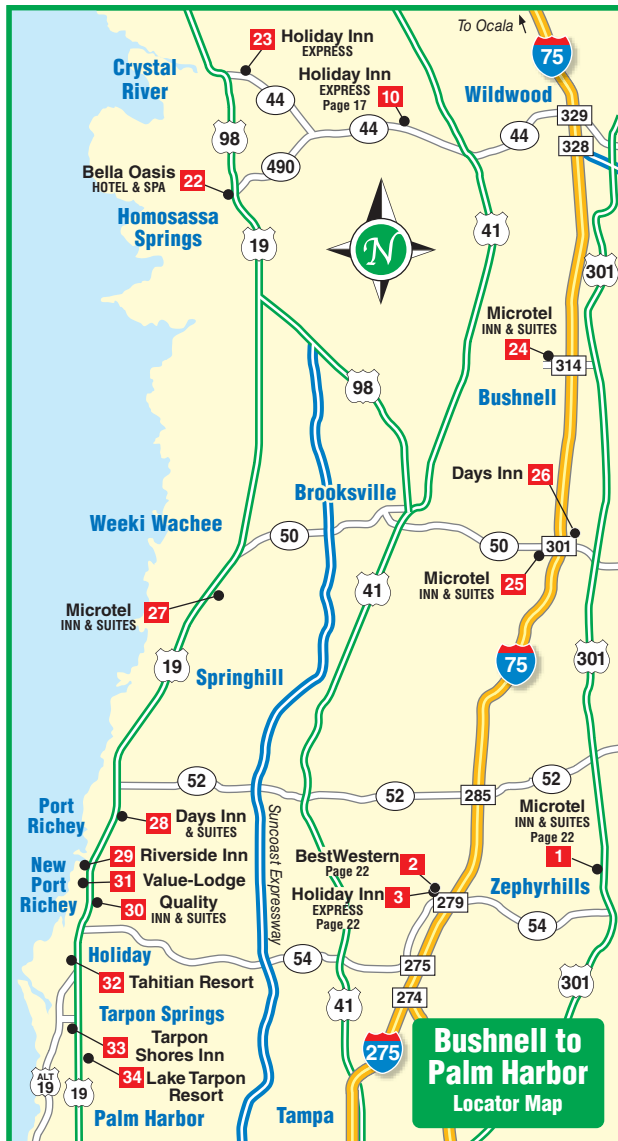 To Ocala
75
23 Holiday Inn
EXPRESS
Crystal
River
Holiday Inn
EXPRESS
Page 17
10
Wildwood
44
44
44
329
328
98
490
Bella Oasis
HOTEL & SPA
22
Homosassa
Springs
19
N
41
301
Microtel
INN & SUITES
24
314
Bushnell
98
Days Inn 26
Brooksville
Weeki Wachee
50
50
301
Microtel
INN & SUITES
25
41
Microtel
INN & SUITES
27
19
Springhill
75
301
52
52
52
285
Port
Richey
28 Days Inn
& SUITES
Suncoast Expressway
Microtel
INN & SUITES
Page 22
1
New
Port
Richey
29 Riverside Inn
31 Value-Lodge
30 Quality
INN & SUITES
BestWestern
Page 22
2
Holiday Inn
EXPRESS
Page 22
3
279
Zephyrhills
54
Holiday
54
275
32 Tahitian Resort
274
41
301
Tarpon Springs
33 Tarpon
Shores Inn
275
34 Lake Tarpon
Resort
ALT
19
19
Palm Harbor
Tampa
Bushnell to
Palm Harbor
Locator Map